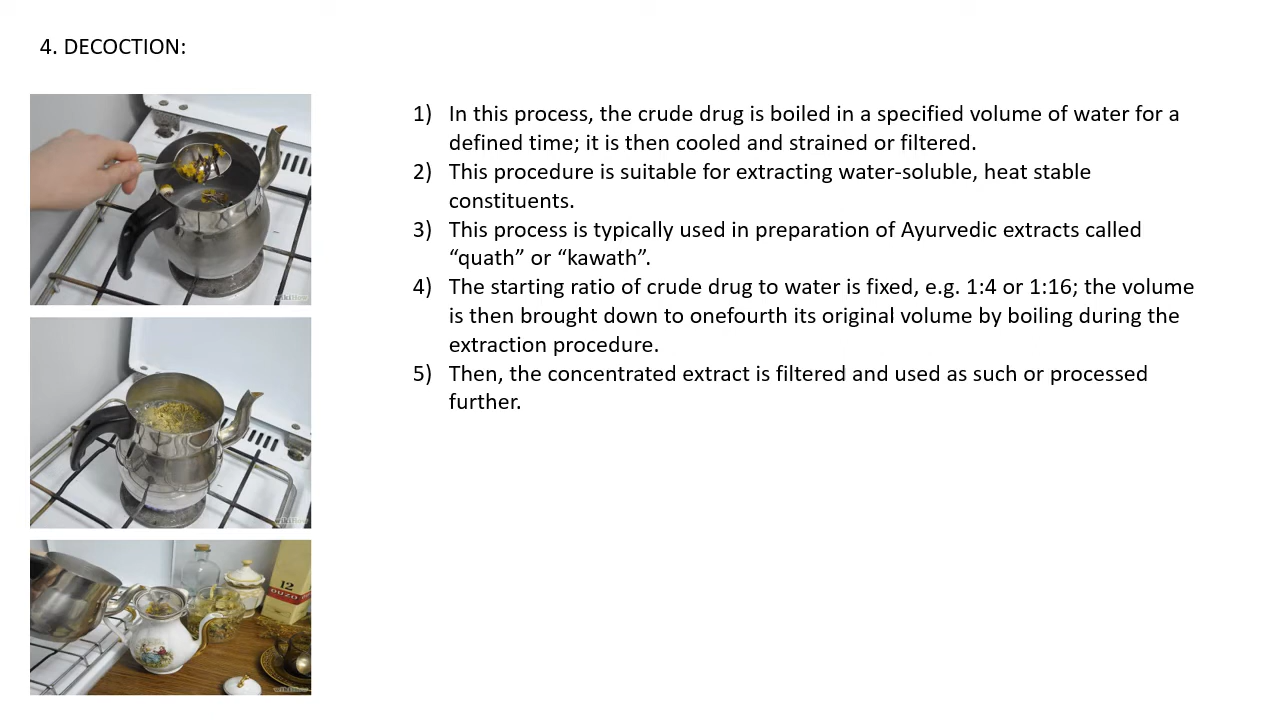 4. DECOCTION:
1) In this process, the crude drug is boiled in a specified volume of water for a
defined time; it is then cooled and strained or filtered.
2) This procedure is suitable for extracting water-soluble, heat stable
constituents.
3) This process is typically used in preparation of Ayurvedic extracts called
“quath” or “kawath”.
4) The starting ratio of crude drug to water is fixed, e.g. 1:4 or 1:16; the volume
is then brought down to onefourth its original volume by boiling during the
extraction procedure.
5) Then, the concentrated extract is filtered and used as such or processed
further.
wikiHow
wikiHow
12
OUZO
wikiHow